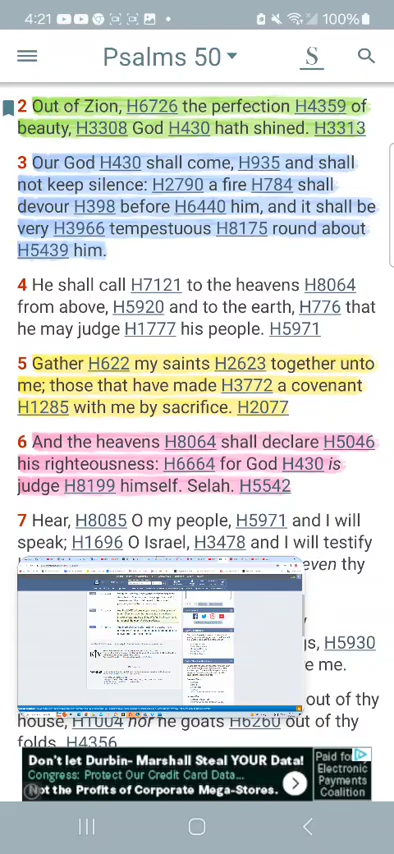 4:21
100%
Psalms 50
S
2 Out of Zion, H6726 the perfection H4359 of
beauty, H3308 God H430 hath shined. H3313
3 Our God H430 shall come, H935 and shall
not keep silence: H2790 a fire H784 shall
devour H398 before H6440 him, and it shall be
very H3966 tempestuous H8175 round about
H5439 him.
4 He shall call H7121 to the heavens H8064
from above, H5920 and to the earth, H776 that
he may judge H1777 his people. H5971
5 Gather H622 my saints H2623 together unto
me; those that have made H3772 a covenant
H1285 with me by sacrifice. H2077
6 And the heavens H8064 shall declare H5046
his righteousness: H6664 for God H430 is
judge H8199 himself. Selah. H5542
7 Hear, H8085 O my people, H5971 and I will
speak; H1696 O Israel, H3478 and I will testify
even thy
H5930
e me.
out of thy
house, H1004 nor he goats H6260 out of thy
folds. H4356
Don't let Durbin- Marshall Steal YOUR Data!
Congress: Protect Our Credit Card Data...
Not the Profits of Corporate Mega-Stores.
Paid for
Electronic
Payments
Coalition